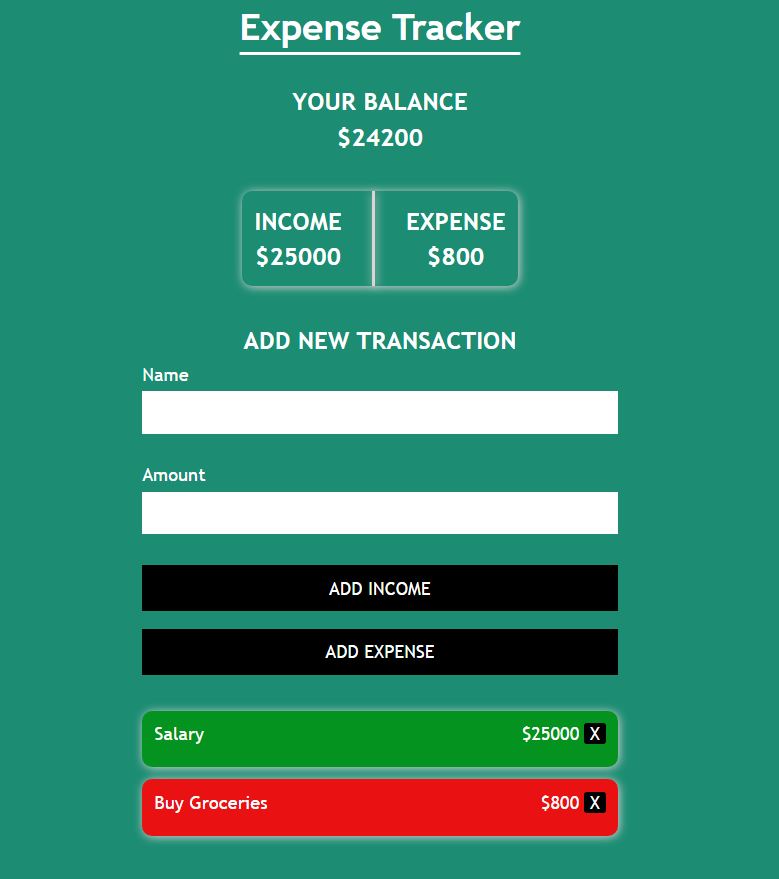 Expense Tracker
YOUR BALANCE
$24200
INCOME EXPENSE
$25000 $800
ADD NEW TRANSACTION
Name
Amount
ADD INCOME
ADD EXPENSE
Salary $25000 X
Buy Groceries $800 X